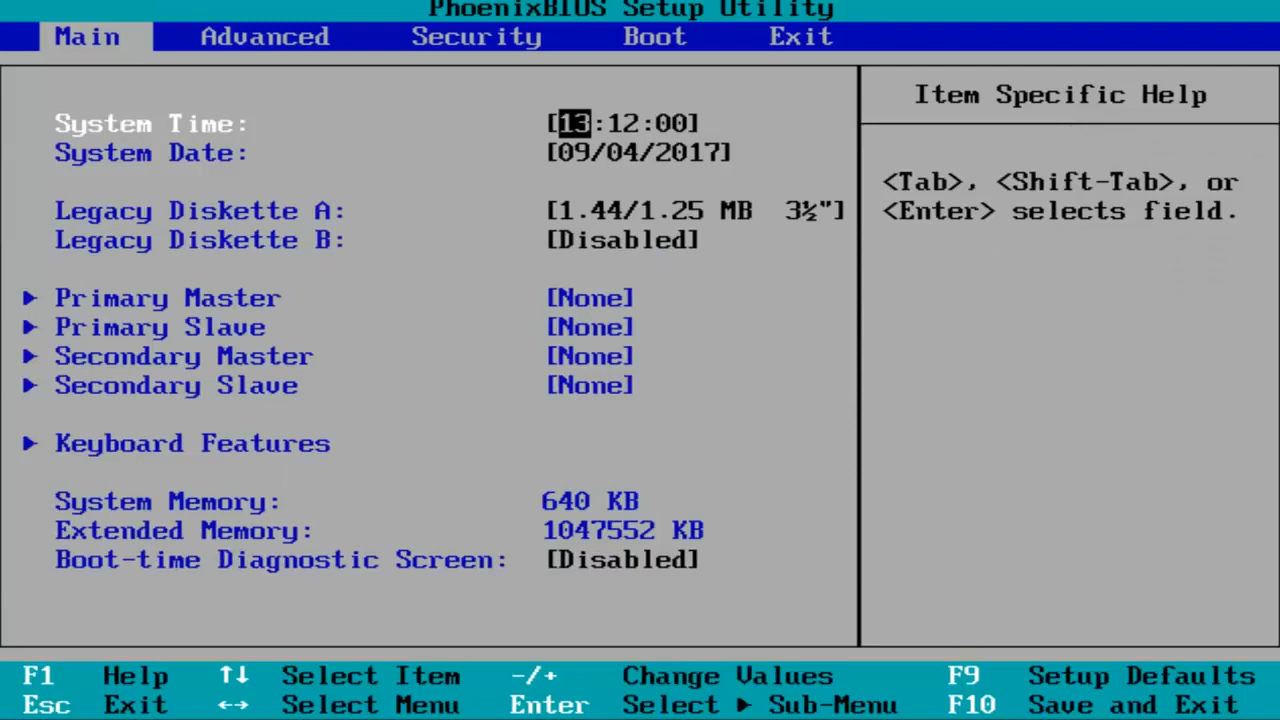 PhoenixBIOS Setup Utility
Main Advanced Security Boot Exit
Item Specific Help
System Time: [13:12:00]
System Date: [09/04/2017]
<Tab>, <Shift-Tab>, or
<Enter> selects field.
Legacy Diskette A: [1.44/1.25 MB 3½"]
Legacy Diskette B: [Disabled]
▶ Primary Master [None]
▶ Primary Slave [None]
▶ Secondary Master [None]
▶ Secondary Slave [None]
▶ Keyboard Features
System Memory: 640 KB
Extended Memory: 1047552 KB
Boot-time Diagnostic Screen: [Disabled]
F1 Help ↑↓ Select Item -/+ Change Values F9 Setup Defaults
Esc Exit ↔ Select Menu Enter Select ▶ Sub-Menu F10 Save and Exit